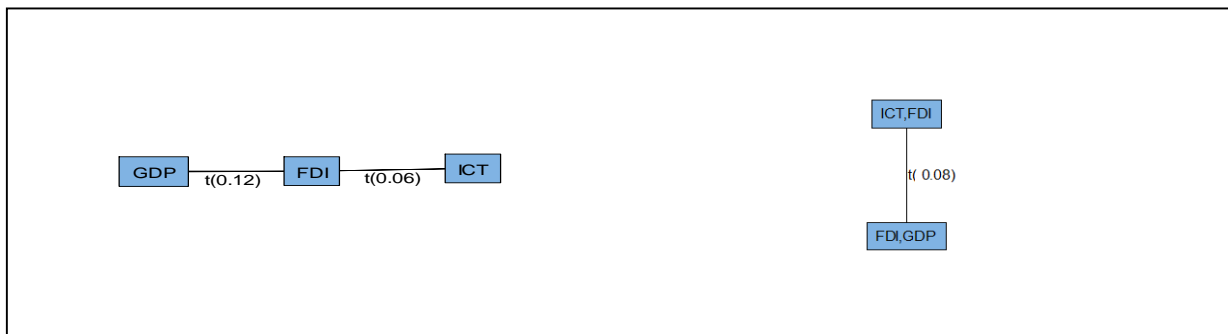 GDP
t(0.12)
FDI
t(0.06)
ICT
ICT,FDI
t( 0.08)
FDI,GDP